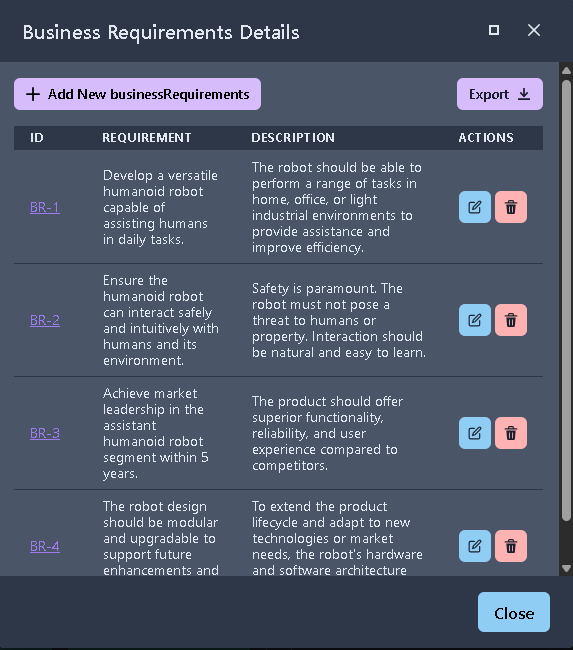 Business Requirements Details
+ Add New businessRequirements
Export
ID REQUIREMENT DESCRIPTION ACTIONS
BR-1
Develop a versatile
humanoid robot
capable of
assisting humans
in daily tasks.
The robot should be able to
perform a range of tasks in
home, office, or light
industrial environments to
provide assistance and
improve efficiency.
BR-2
Ensure the
humanoid robot
can interact safely
and intuitively with
humans and its
environment.
Safety is paramount. The
robot must not pose a
threat to humans or
property. Interaction should
be natural and easy to learn.
BR-3
Achieve market
leadership in the
assistant
humanoid robot
segment within 5
years.
The product should offer
superior functionality,
reliability, and user
experience compared to
competitors.
BR-4
The robot design
should be modular
and upgradable to
support future
enhancements and
To extend the product
lifecycle and adapt to new
technologies or market
needs, the robot's hardware
and software architecture
Close